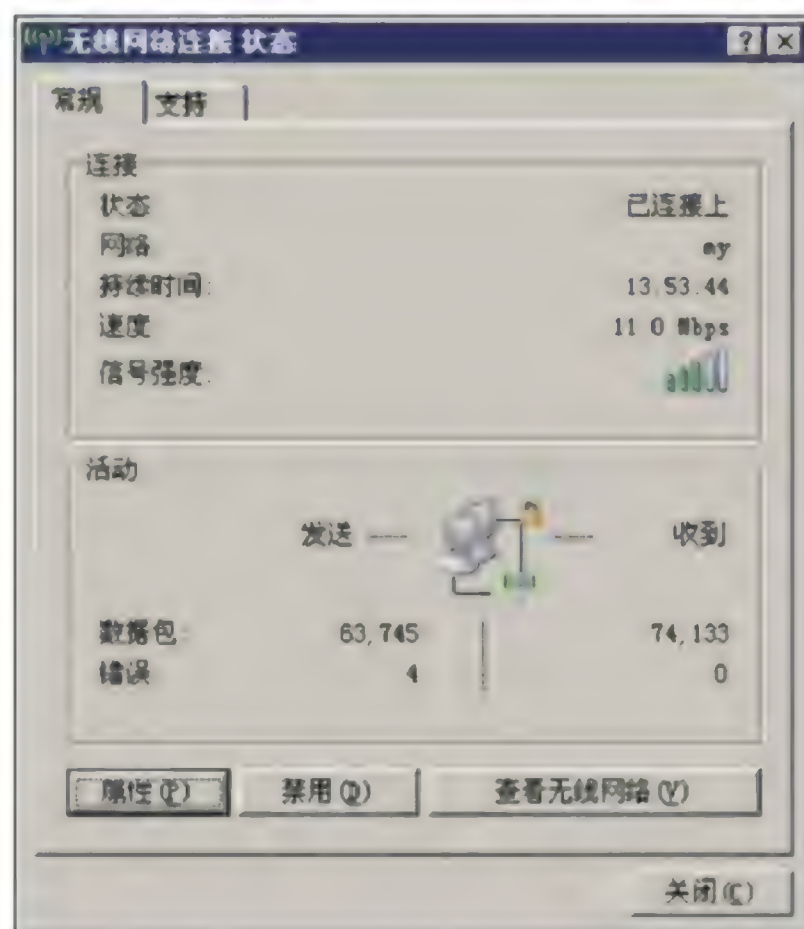 无线网络连接 状态
常规 支持
连接
状态 已连接上
网络 my
持续时间: 13:53:44
速度 11.0 Mbps
信号强度:
活动
发送 收到
数据包: 63,745 74,133
错误 4 0
属性(P) 禁用(D) 查看无线网络(V)
关闭(C)